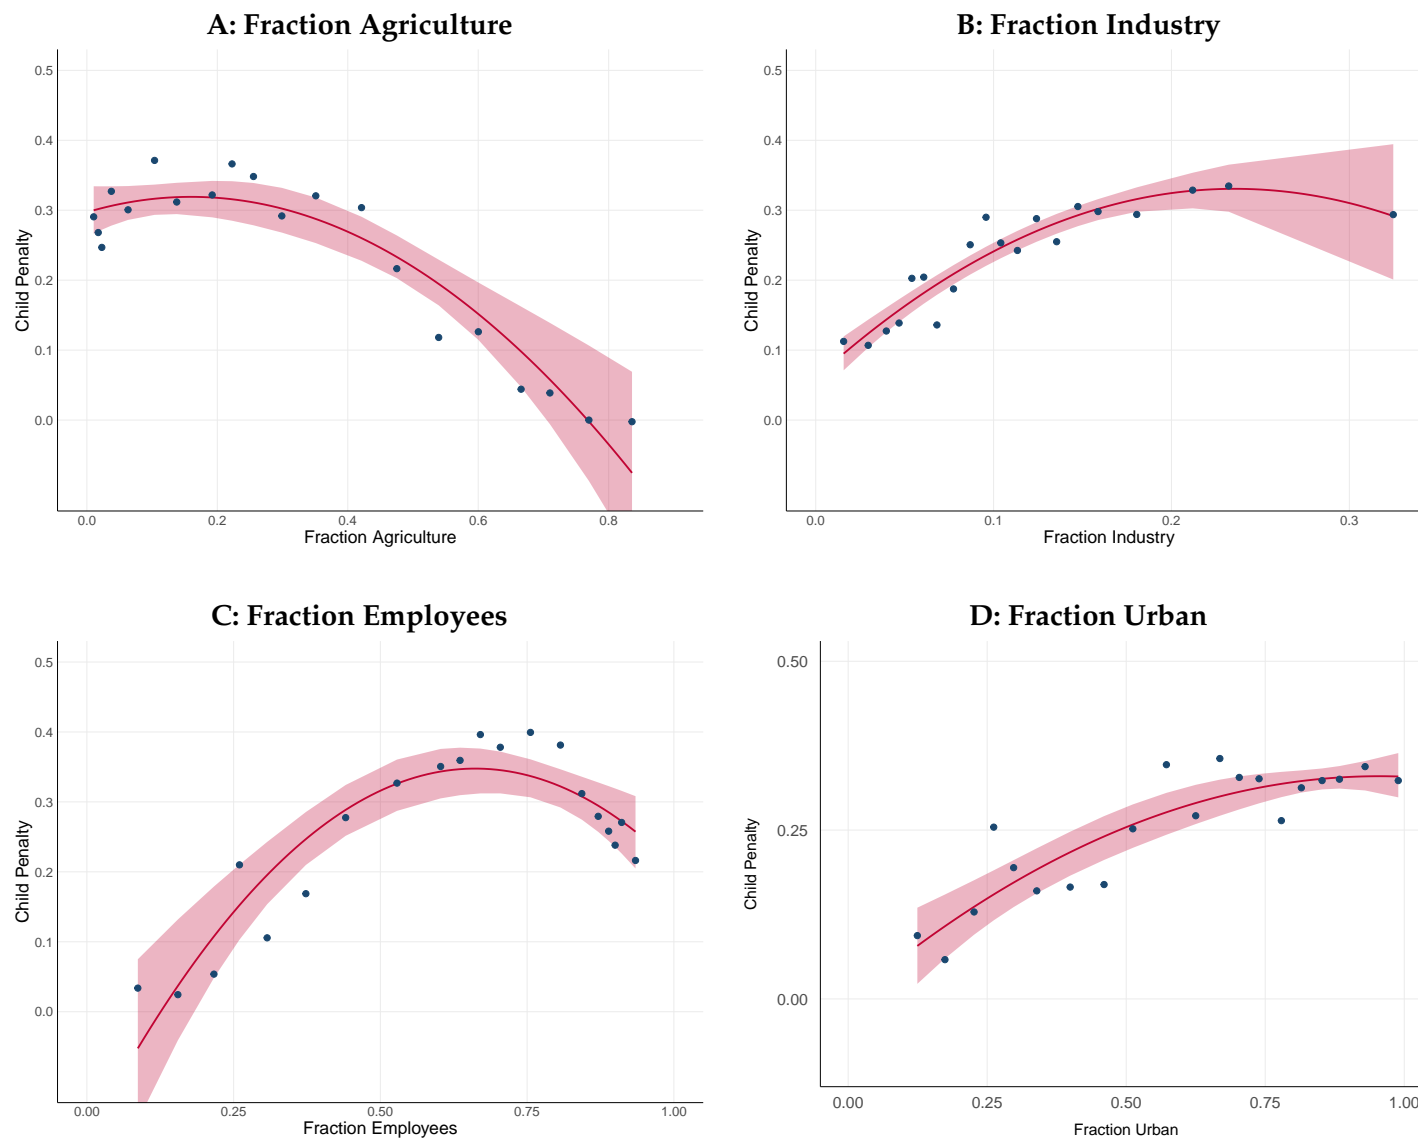 A: Fraction Agriculture
0.5
0.4
0.3
0.2
0.1
0.0
Child Penalty
0.0 0.2 0.4 0.6 0.8
Fraction Agriculture
B: Fraction Industry
0.5
0.4
0.3
0.2
0.1
0.0
Child Penalty
0.0 0.1 0.2 0.3
Fraction Industry
C: Fraction Employees
0.5
0.4
0.3
0.2
0.1
0.0
Child Penalty
0.00 0.25 0.50 0.75 1.00
Fraction Employees
D: Fraction Urban
0.50
0.25
0.00
Child Penalty
0.00 0.25 0.50 0.75 1.00
Fraction Urban